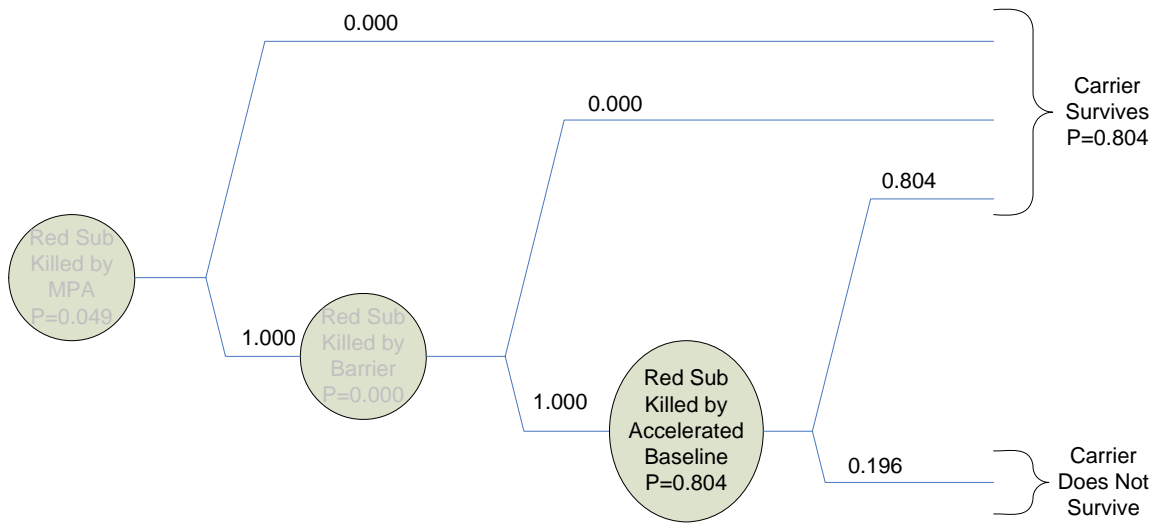 0.000
0.000
Carrier
Survives
P=0.804
0.804
Red Sub
Killed by
MPA
P=0.049
1.000
Red Sub
Killed by
Barrier
P=0.000
1.000
Red Sub
Killed by
Accelerated
Baseline
P=0.804
0.196
Carrier
Does Not
Survive